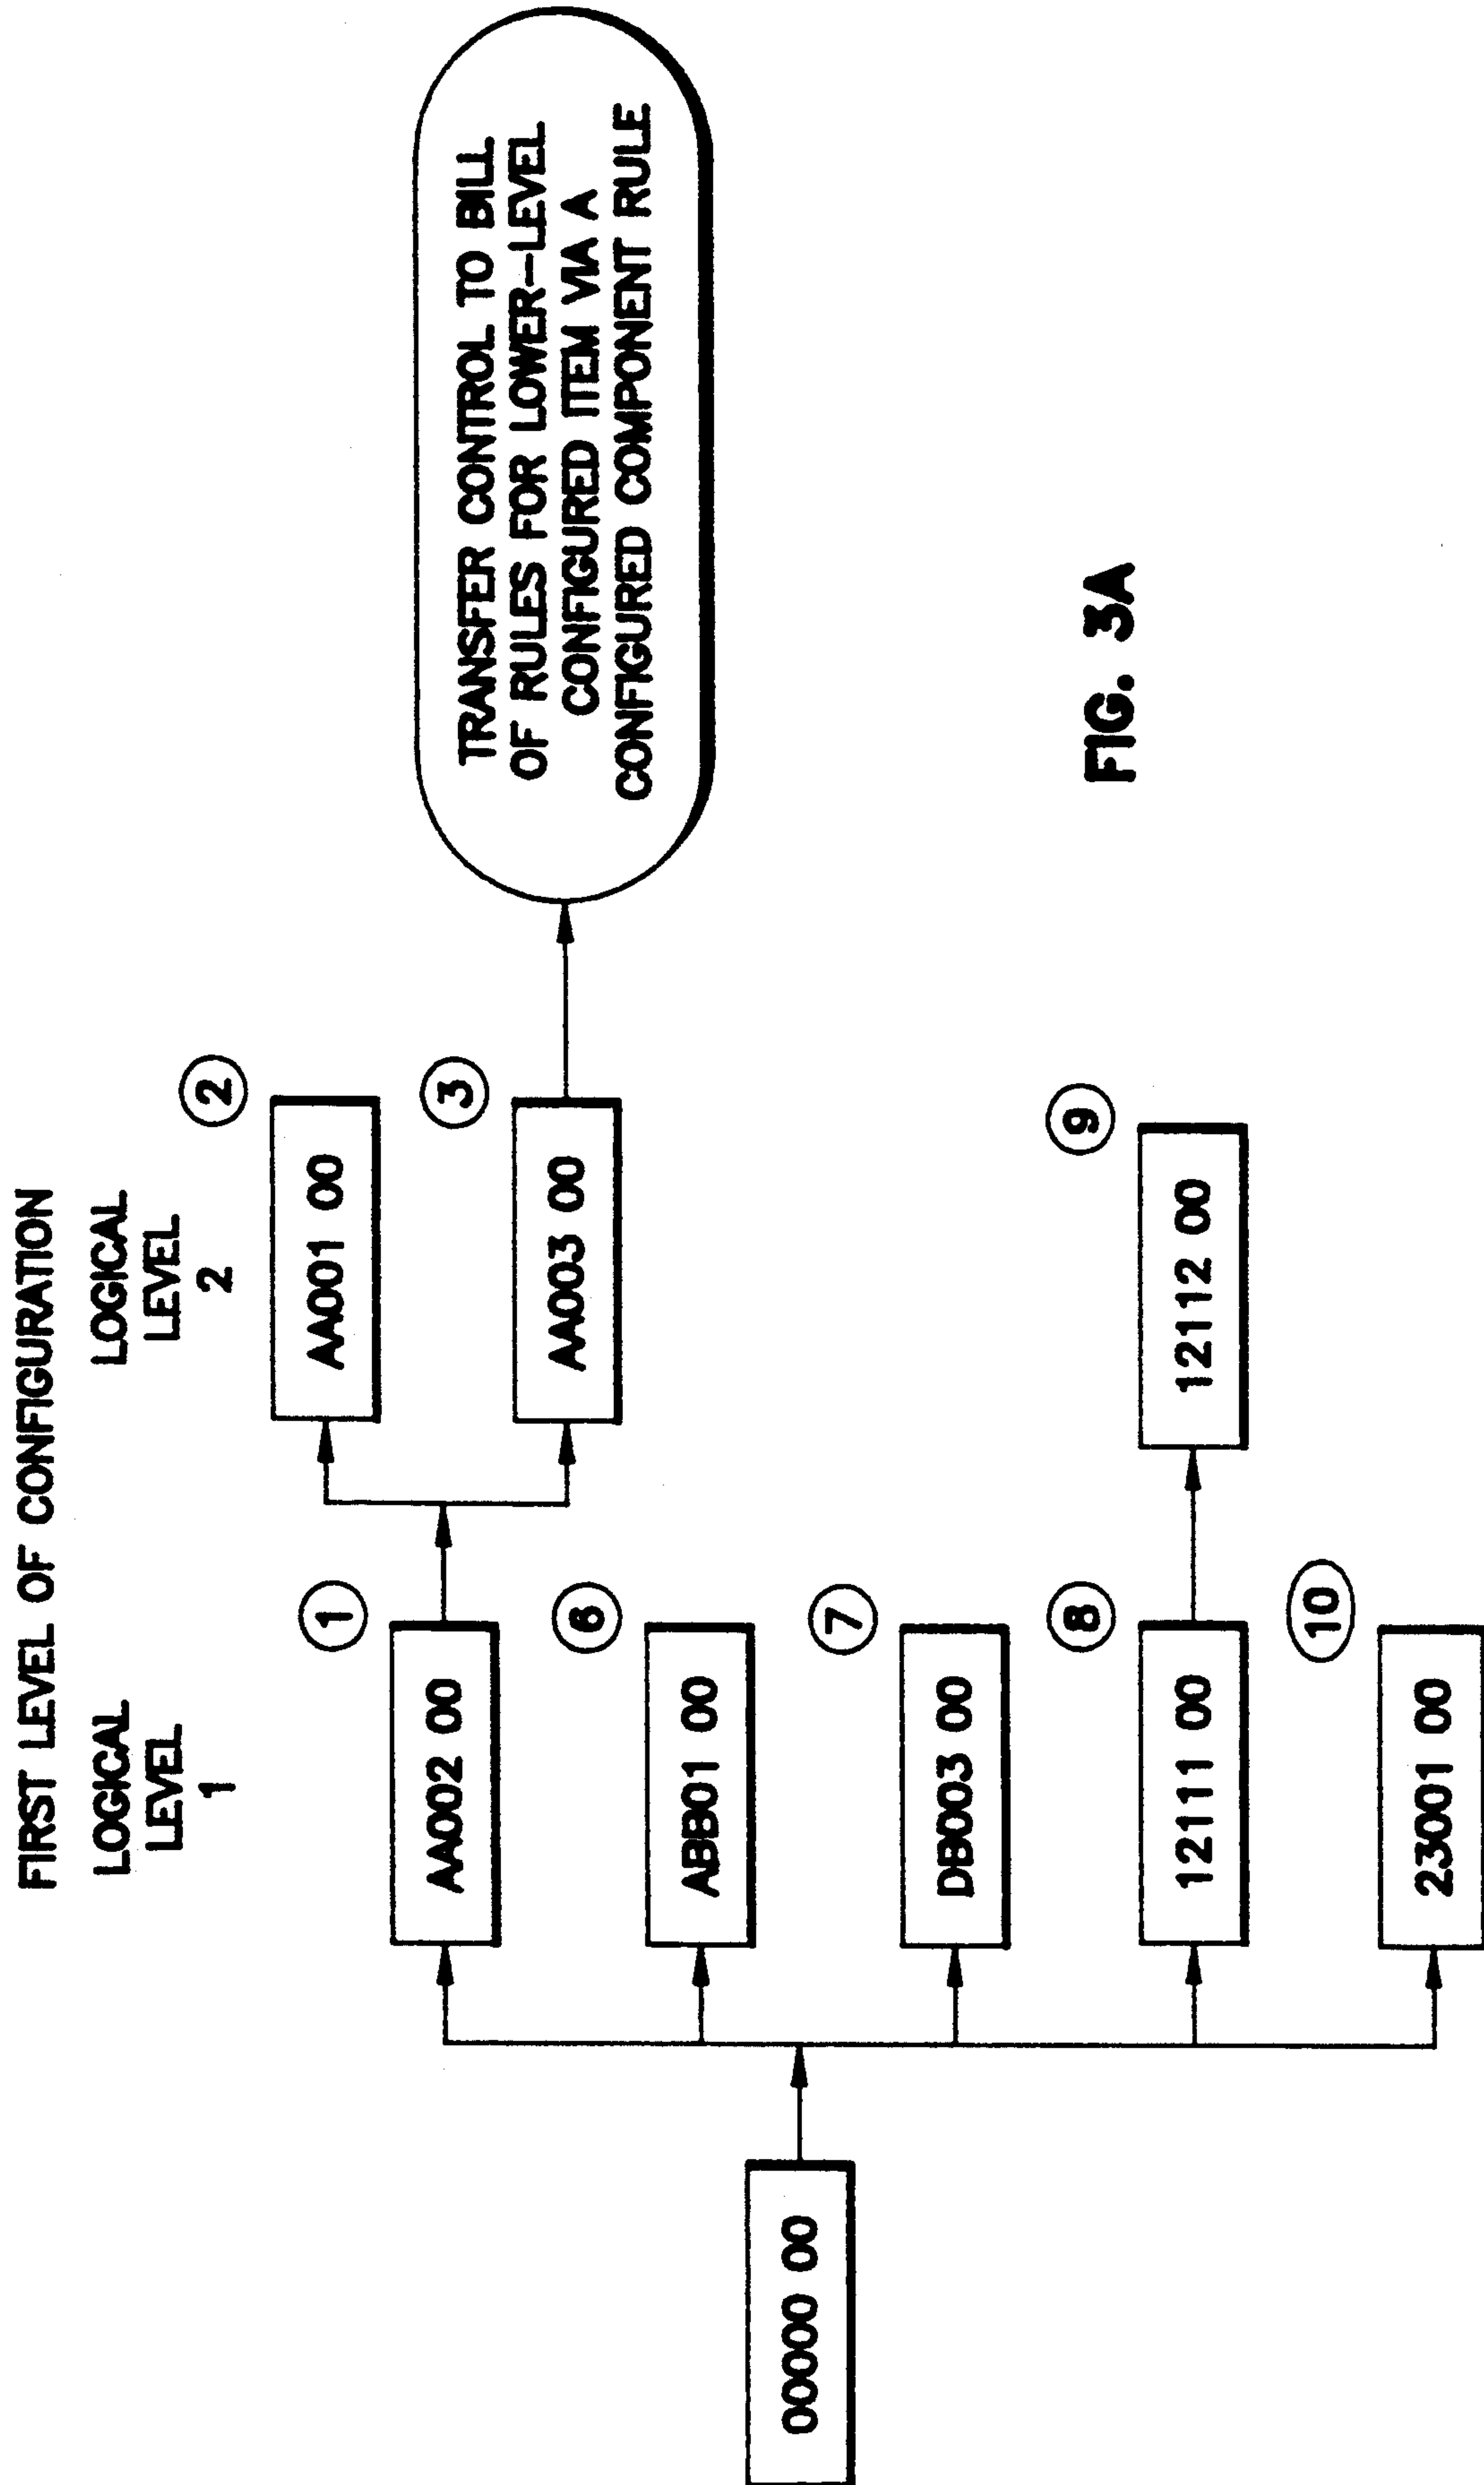 FIRST LEVEL OF CONFIGURATION
LOGICAL
LEVEL
1
LOGICAL
LEVEL
2
00000 00
1
AA002 00
2
AA001 00
3
AA003 00
TRANSFER CONTROL TO BILL
OF RULES FOR LOWER-LEVEL
CONFIGURED ITEM VIA A
CONFIGURED COMPONENT RULE
6
ABB01 00
7
DB003 00
8
12111 00
9
12112 00
10
23001 00
FIG. 3A